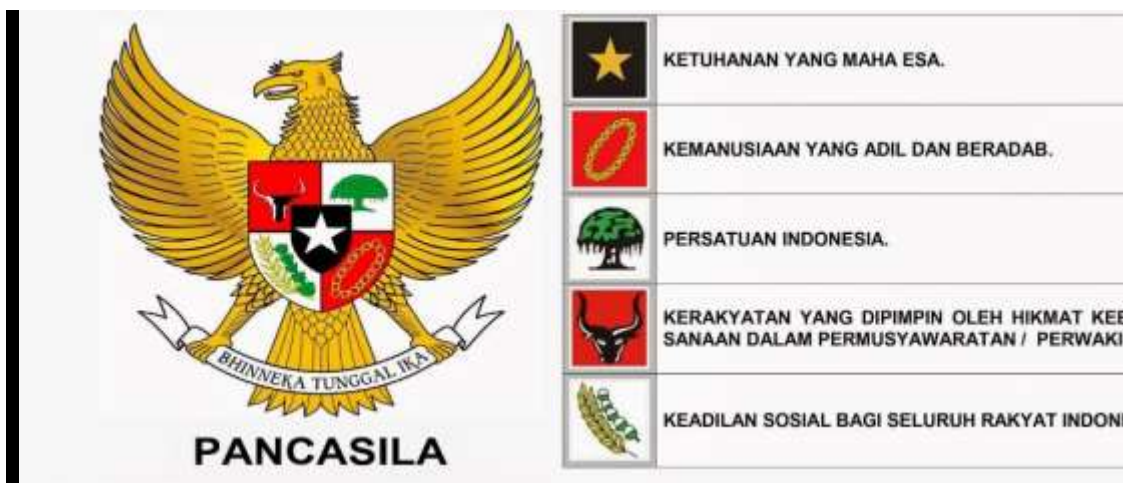 BHINNEKA TUNGGAL IKA
PANCASILA
KETUHANAN YANG MAHA ESA.
KEMANUSIAAN YANG ADIL DAN BERADAB.
PERSATUAN INDONESIA.
KERAKYATAN YANG DIPIMPIN OLEH HIKMAT
SANAAN DALAM PERMUSYAWARATAN /
KEADILAN SOSIAL BAGI SELURUH RAKYAT